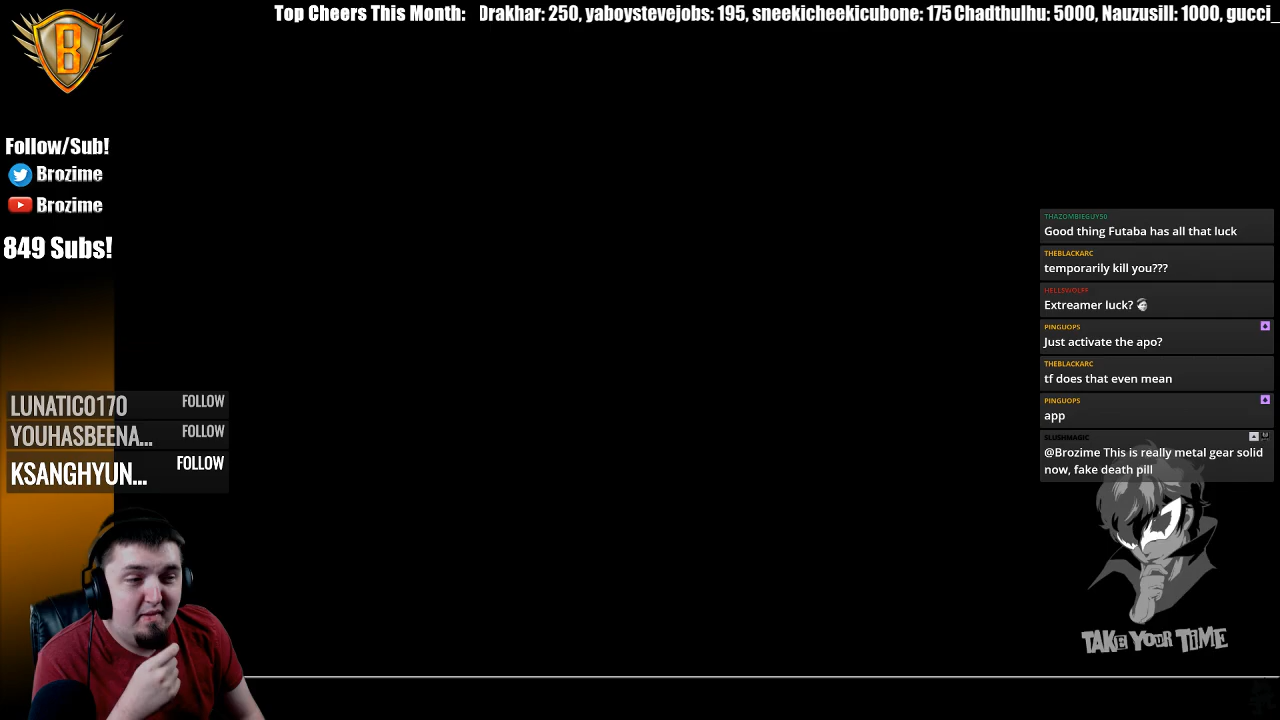 Top Cheers This Month: Drakhar: 250, yaboystevejobs: 195, sneekicheekicubone: 175 Chadthulhu: 5000, Nauzusill: 1000, gucci_
B
Follow/Sub!
Brozime
Brozime
849 Subs!
LUNATICO170 FOLLOW
YOUHASBEENA... FOLLOW
KSANGHYUN... FOLLOW
THAZOMBIEGUY50
Good thing Futaba has all that luck
THEBLACKARC
temporarily kill you???
HELLSWOLFF
Extreamer luck?
PINGUOPS
Just activate the apo?
THEBLACKARC
tf does that even mean
PINGUOPS
app
SLUSHMAGIC
@Brozime This is really metal gear solid
now, fake death pill
TAKE YOUR TIME